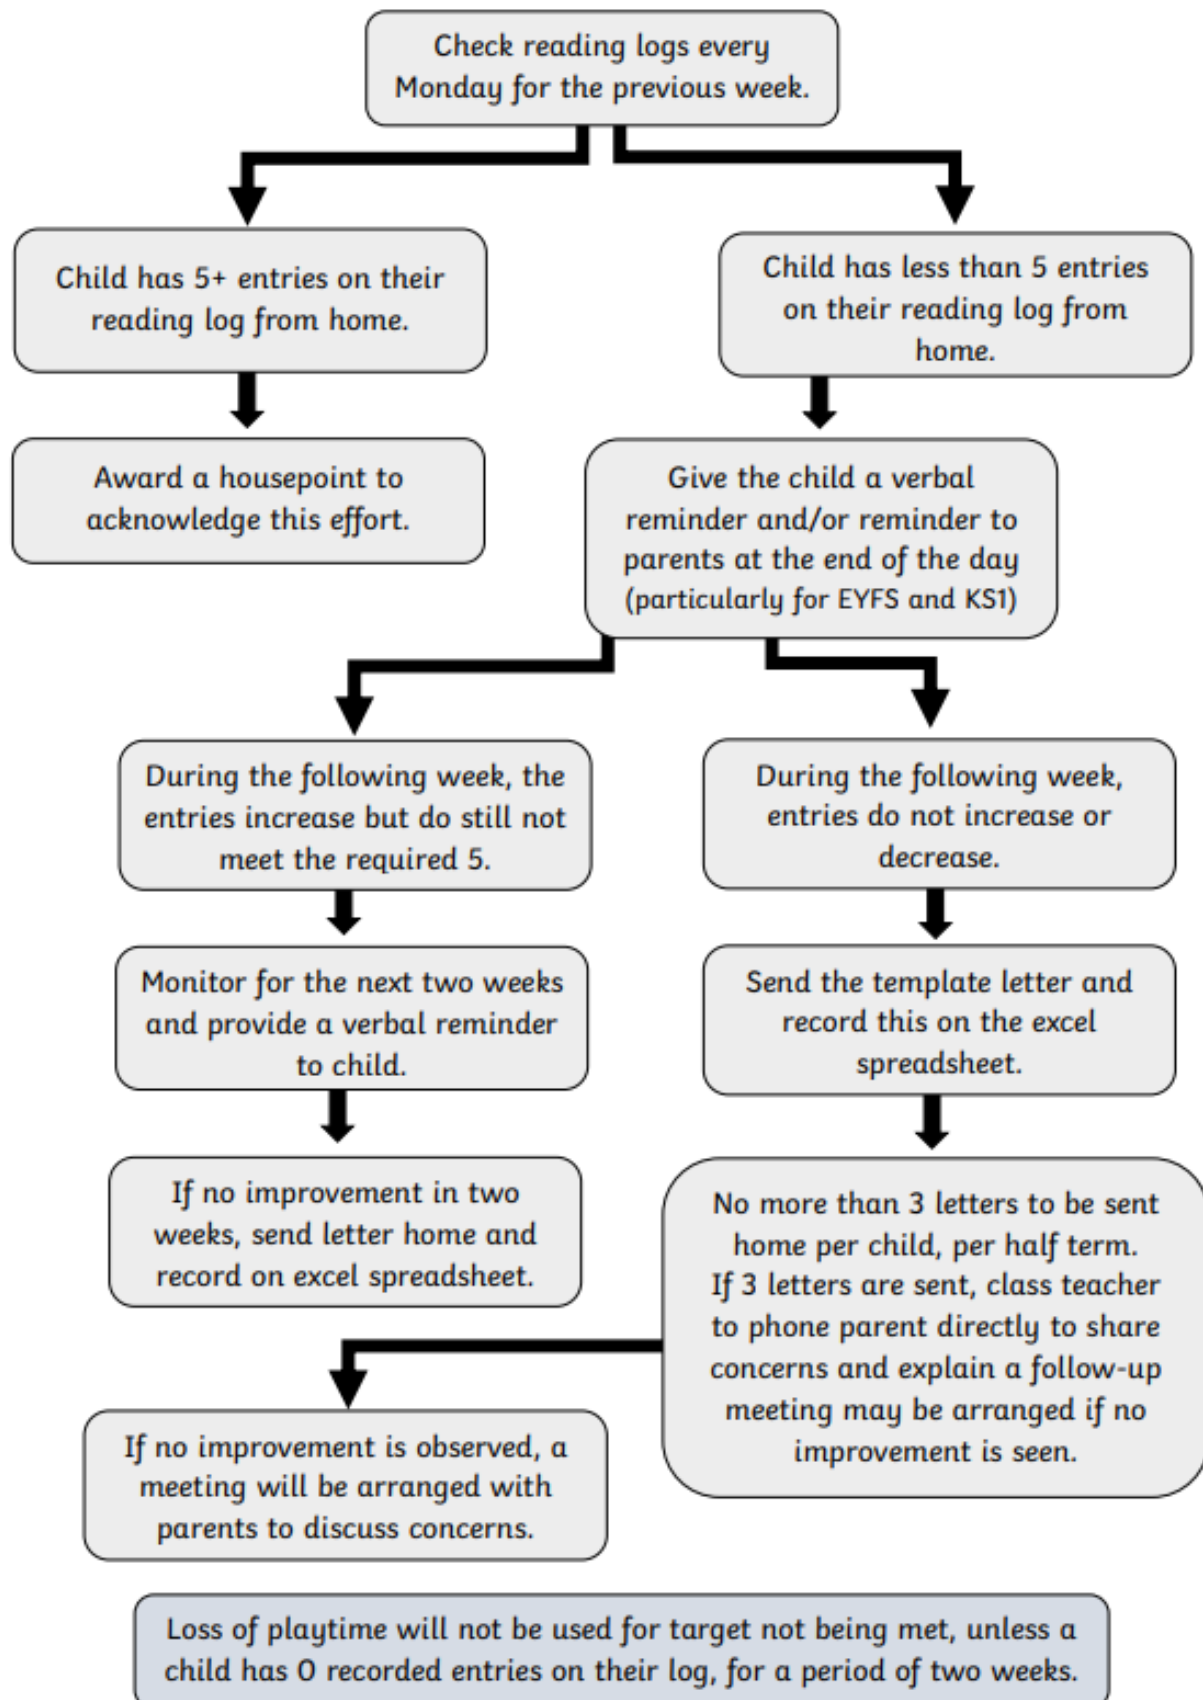 Check reading logs every
Monday for the previous week.
Child has 5+ entries on their
reading log from home.
Child has less than 5 entries
on their reading log from
home.
Award a housepoint to
acknowledge this effort.
Give the child a verbal
reminder and/or reminder to
parents at the end of the day
(particularly for EYFS and KS1)
During the following week, the
entries increase but do still not
meet the required 5.
During the following week,
entries do not increase or
decrease.
Monitor for the next two weeks
and provide a verbal reminder
to child.
Send the template letter and
record this on the excel
spreadsheet.
If no improvement in two
weeks, send letter home and
record on excel spreadsheet.
No more than 3 letters to be sent
home per child, per half term.
If 3 letters are sent, class teacher
to phone parent directly to share
concerns and explain a follow-up
meeting may be arranged if no
improvement is seen.
If no improvement is observed, a
meeting will be arranged with
parents to discuss concerns.
Loss of playtime will not be used for target not being met, unless a
child has 0 recorded entries on their log, for a period of two weeks.